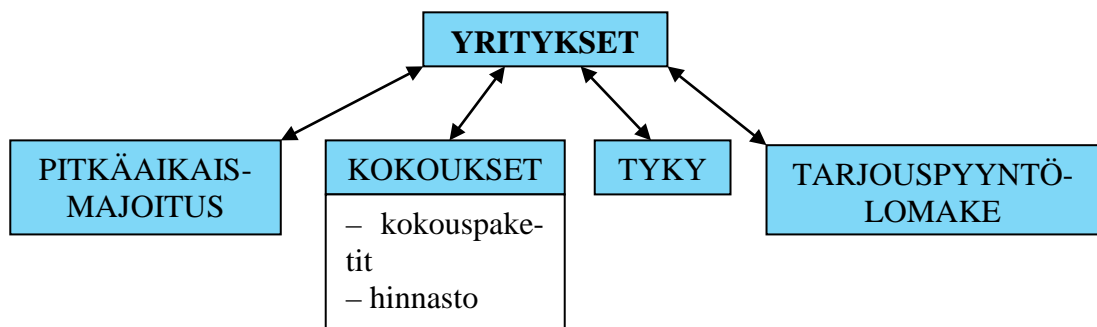 YRITYKSET
PITKÄAIKAIS-
MAJOITUS
KOKOUKSET
– kokouspake-
tit
– hinnasto
TYKY
TARJOUSPYYNTÖ-
LOMAKE